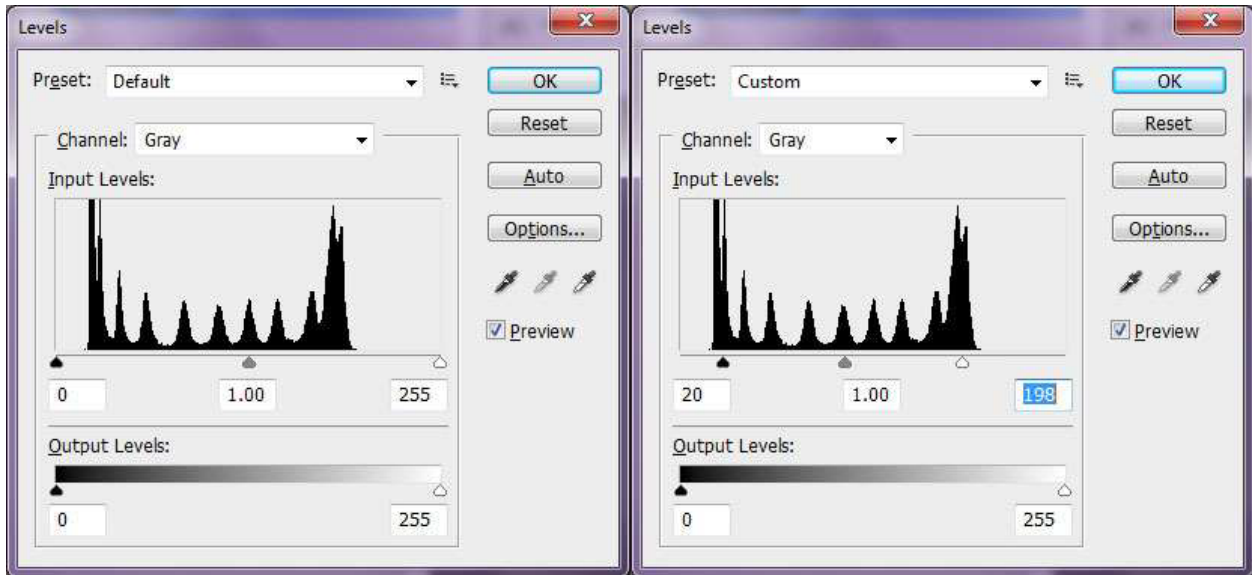 Levels
Preset: Default
OK
Reset
Channel: Gray
Auto
Input Levels:
Options...
Preview
0 1.00 255
Output Levels:
0 255
Levels
Preset: Custom
OK
Reset
Channel: Gray
Auto
Input Levels:
Options...
Preview
20 1.00 198
Output Levels:
0 255